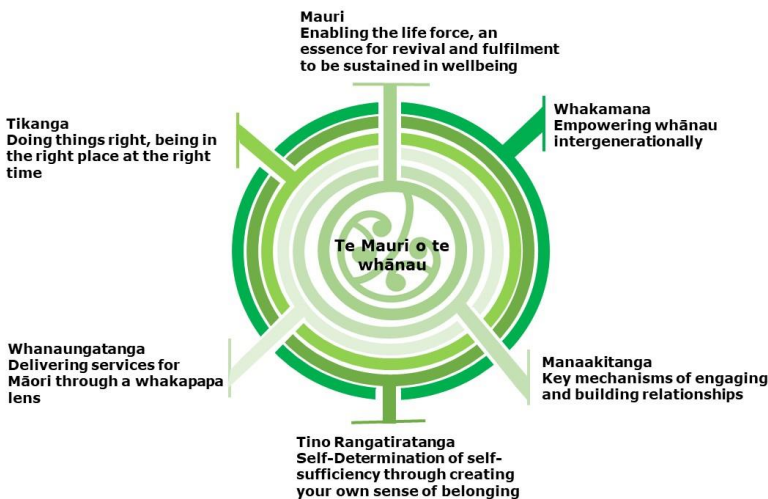 Mauri
Enabling the life force, an
essence for revival and fulfilment
to be sustained in wellbeing
Tikanga
Doing things right, being in
the right place at the right
time
Whakamana
Empowering whānau
intergenerationally
Te Mauri o te
whānau
Whanaungatanga
Delivering services for
Māori through a whakapapa
lens
Manaakitanga
Key mechanisms of engaging
and building relationships
Tino Rangatiratanga
Self-Determination of self-
sufficiency through creating
your own sense of belonging